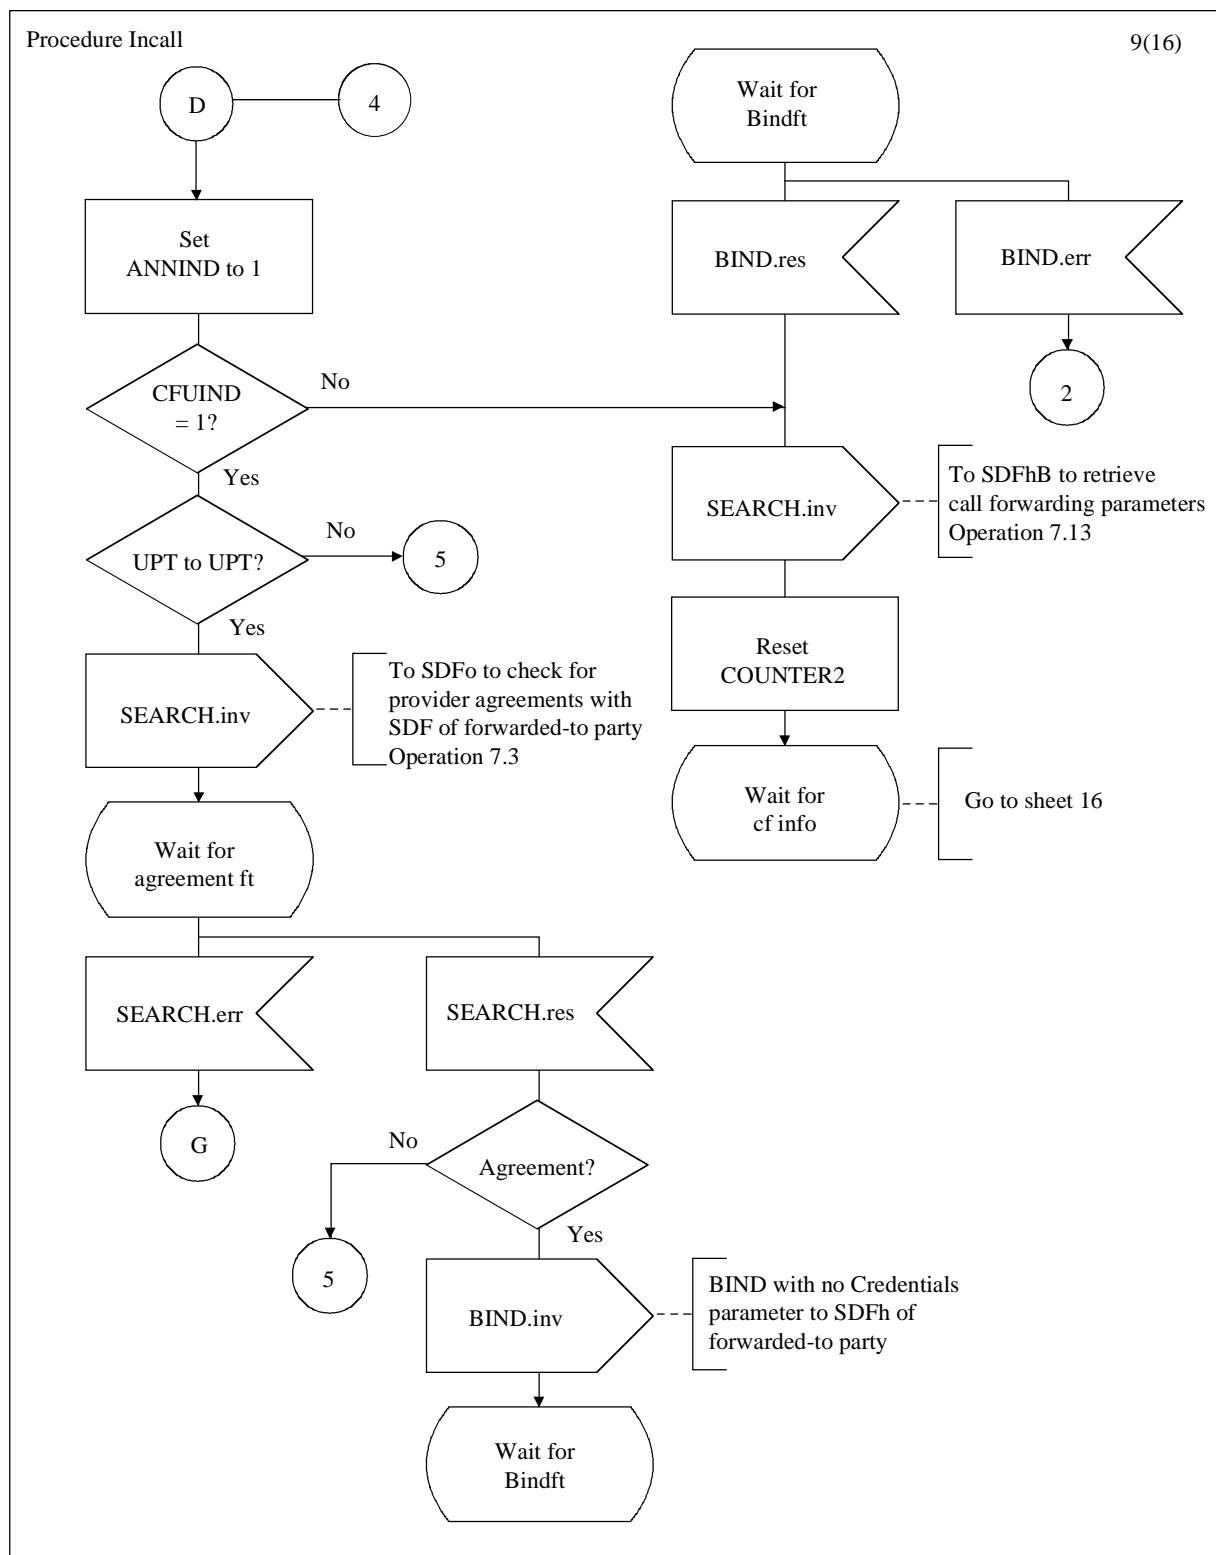 Procedure Incall
9(16)
D
4
Set
ANNIND to 1
CFUIND
= 1?
No
Yes
UPT to UPT?
No
5
Yes
SEARCH.inv
To SDFo to check for
provider agreements with
SDF of forwarded-to party
Operation 7.3
Wait for
agreement ft
SEARCH.err
SEARCH.res
G
No
Agreement?
Yes
5
BIND.inv
BIND with no Credentials
parameter to SDFh of
forwarded-to party
Wait for
Bindft
Wait for
Bindft
BIND.res
BIND.err
2
SEARCH.inv
To SDFhB to retrieve
call forwarding parameters
Operation 7.13
Reset
COUNTER2
Wait for
cf info
Go to sheet 16